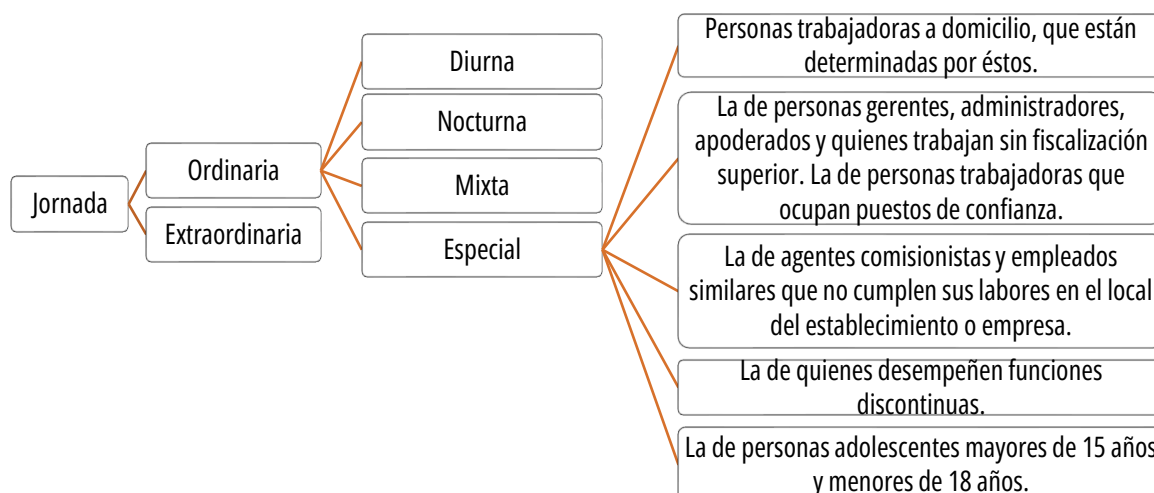 Jornada
Ordinaria
Extraordinaria
Diurna
Nocturna
Mixta
Especial
Personas trabajadoras a domicilio, que están
determinadas por éstos.
La de personas gerentes, administradores,
apoderados y quienes trabajan sin fiscalización
superior. La de personas trabajadoras que
ocupan puestos de confianza.
La de agentes comisionistas y empleados
similares que no cumplen sus labores en el local
del establecimiento o empresa.
La de quienes desempeñen funciones
discontinuas.
La de personas adolescentes mayores de 15 años
y menores de 18 años.